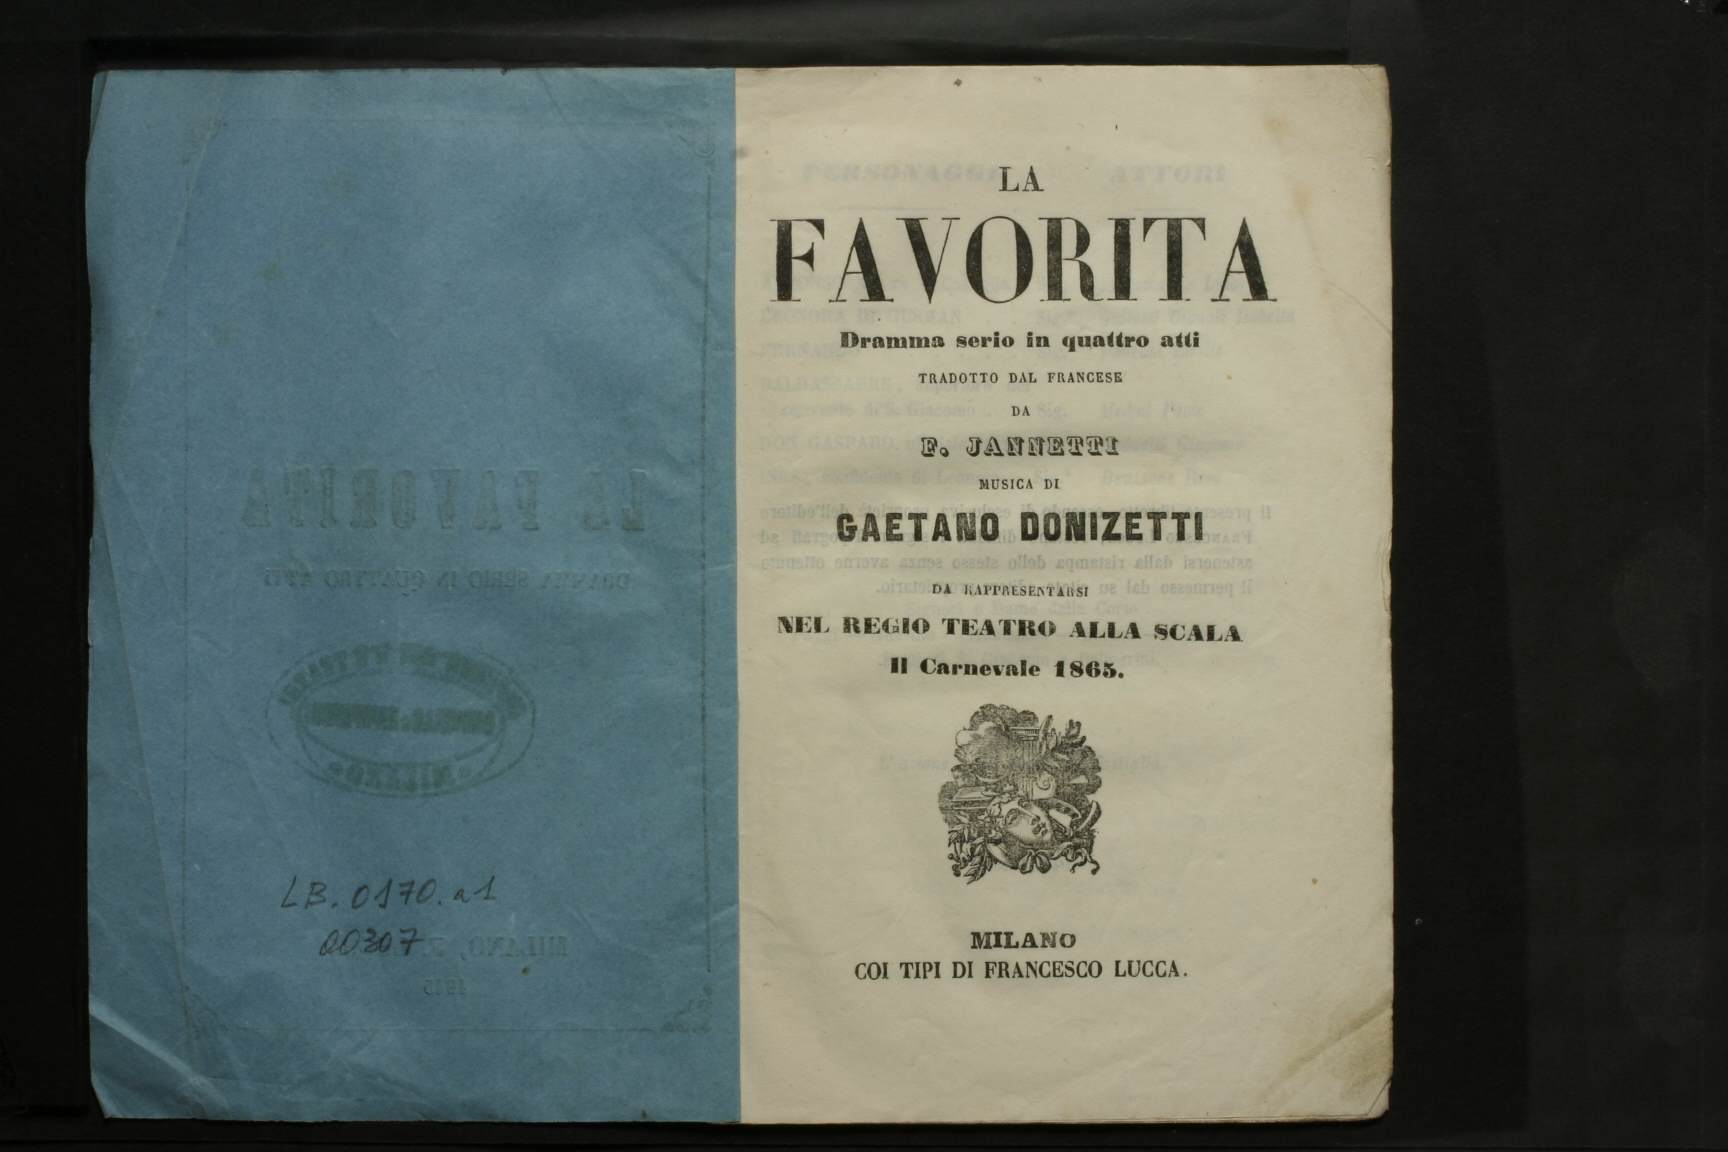 LB. 0170. a1
00307
LA
FAVORITA
Dramma serio in quattro atti
TRADOTTO DAL FRANCESE
DA
F. JANNETTI
MUSICA DI
GAETANO DONIZETTI
DA RAPPRESENTARSI
NEL REGIO TEATRO ALLA SCALA
Il Carnevale 1865.
MILANO
COI TIPI DI FRANCESCO LUCCA.